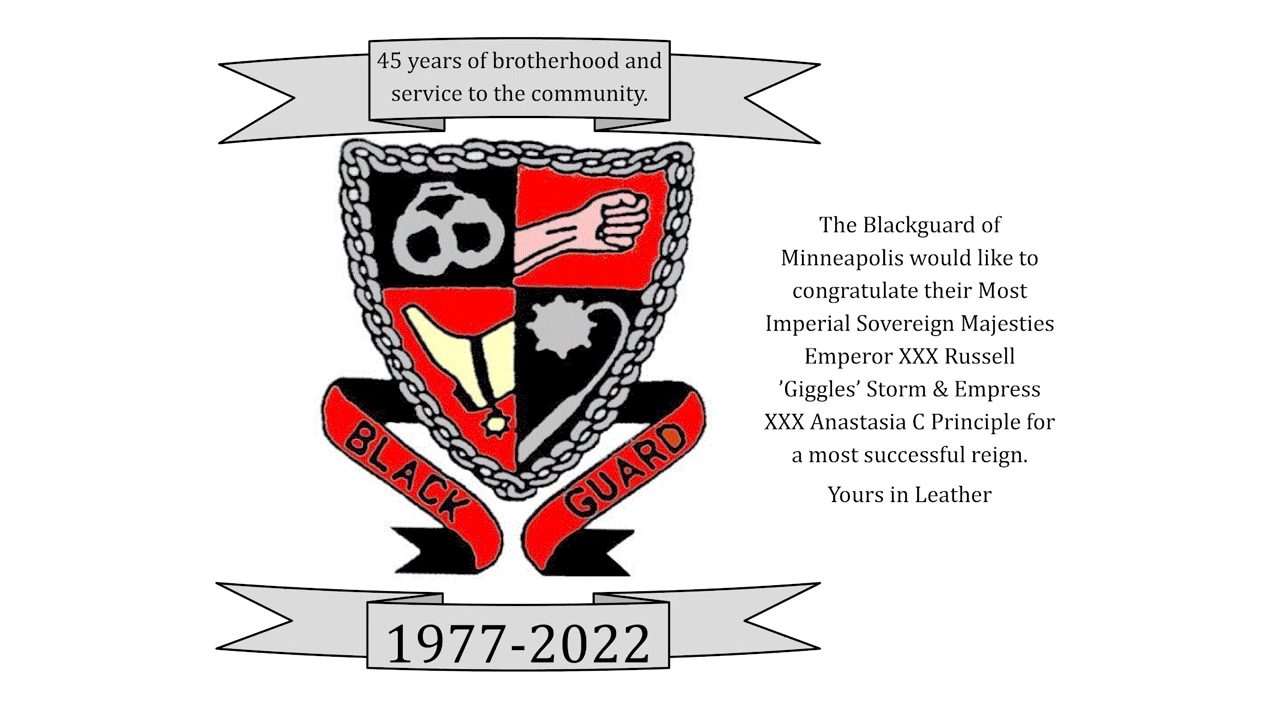 45 years of brotherhood and
service to the community.
BLACK GUARD
1977-2022
The Blackguard of
Minneapolis would like to
congratulate their Most
Imperial Sovereign Majesties
Emperor XXX Russell
’Giggles’ Storm & Empress
XXX Anastasia C Principle for
a most successful reign.
Yours in Leather